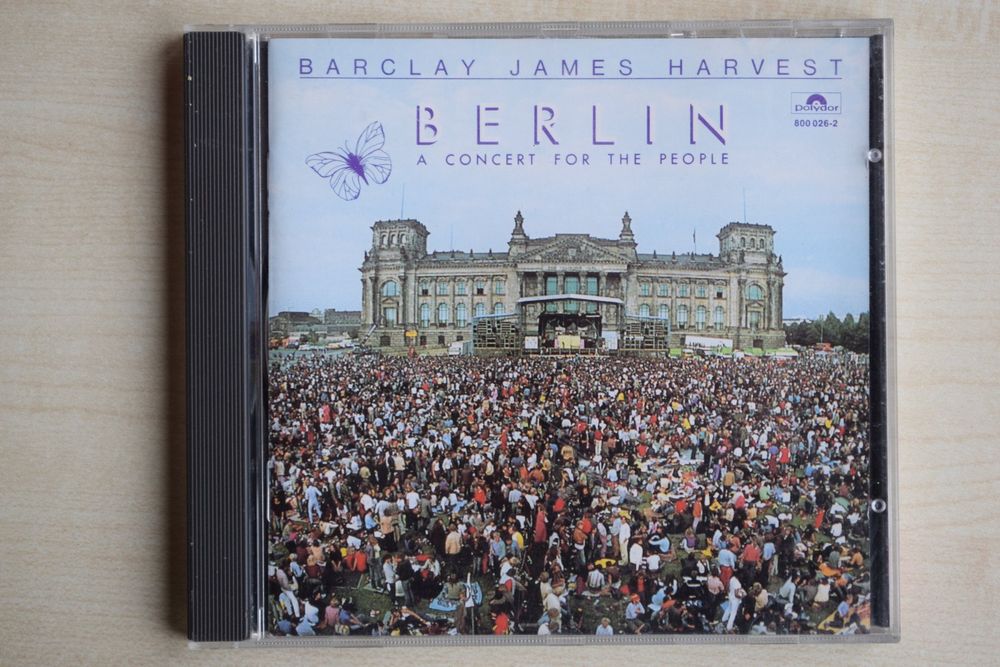 BARCLAY JAMES HARVEST
Polydor
800 026-2
BERLIN
A CONCERT FOR THE PEOPLE